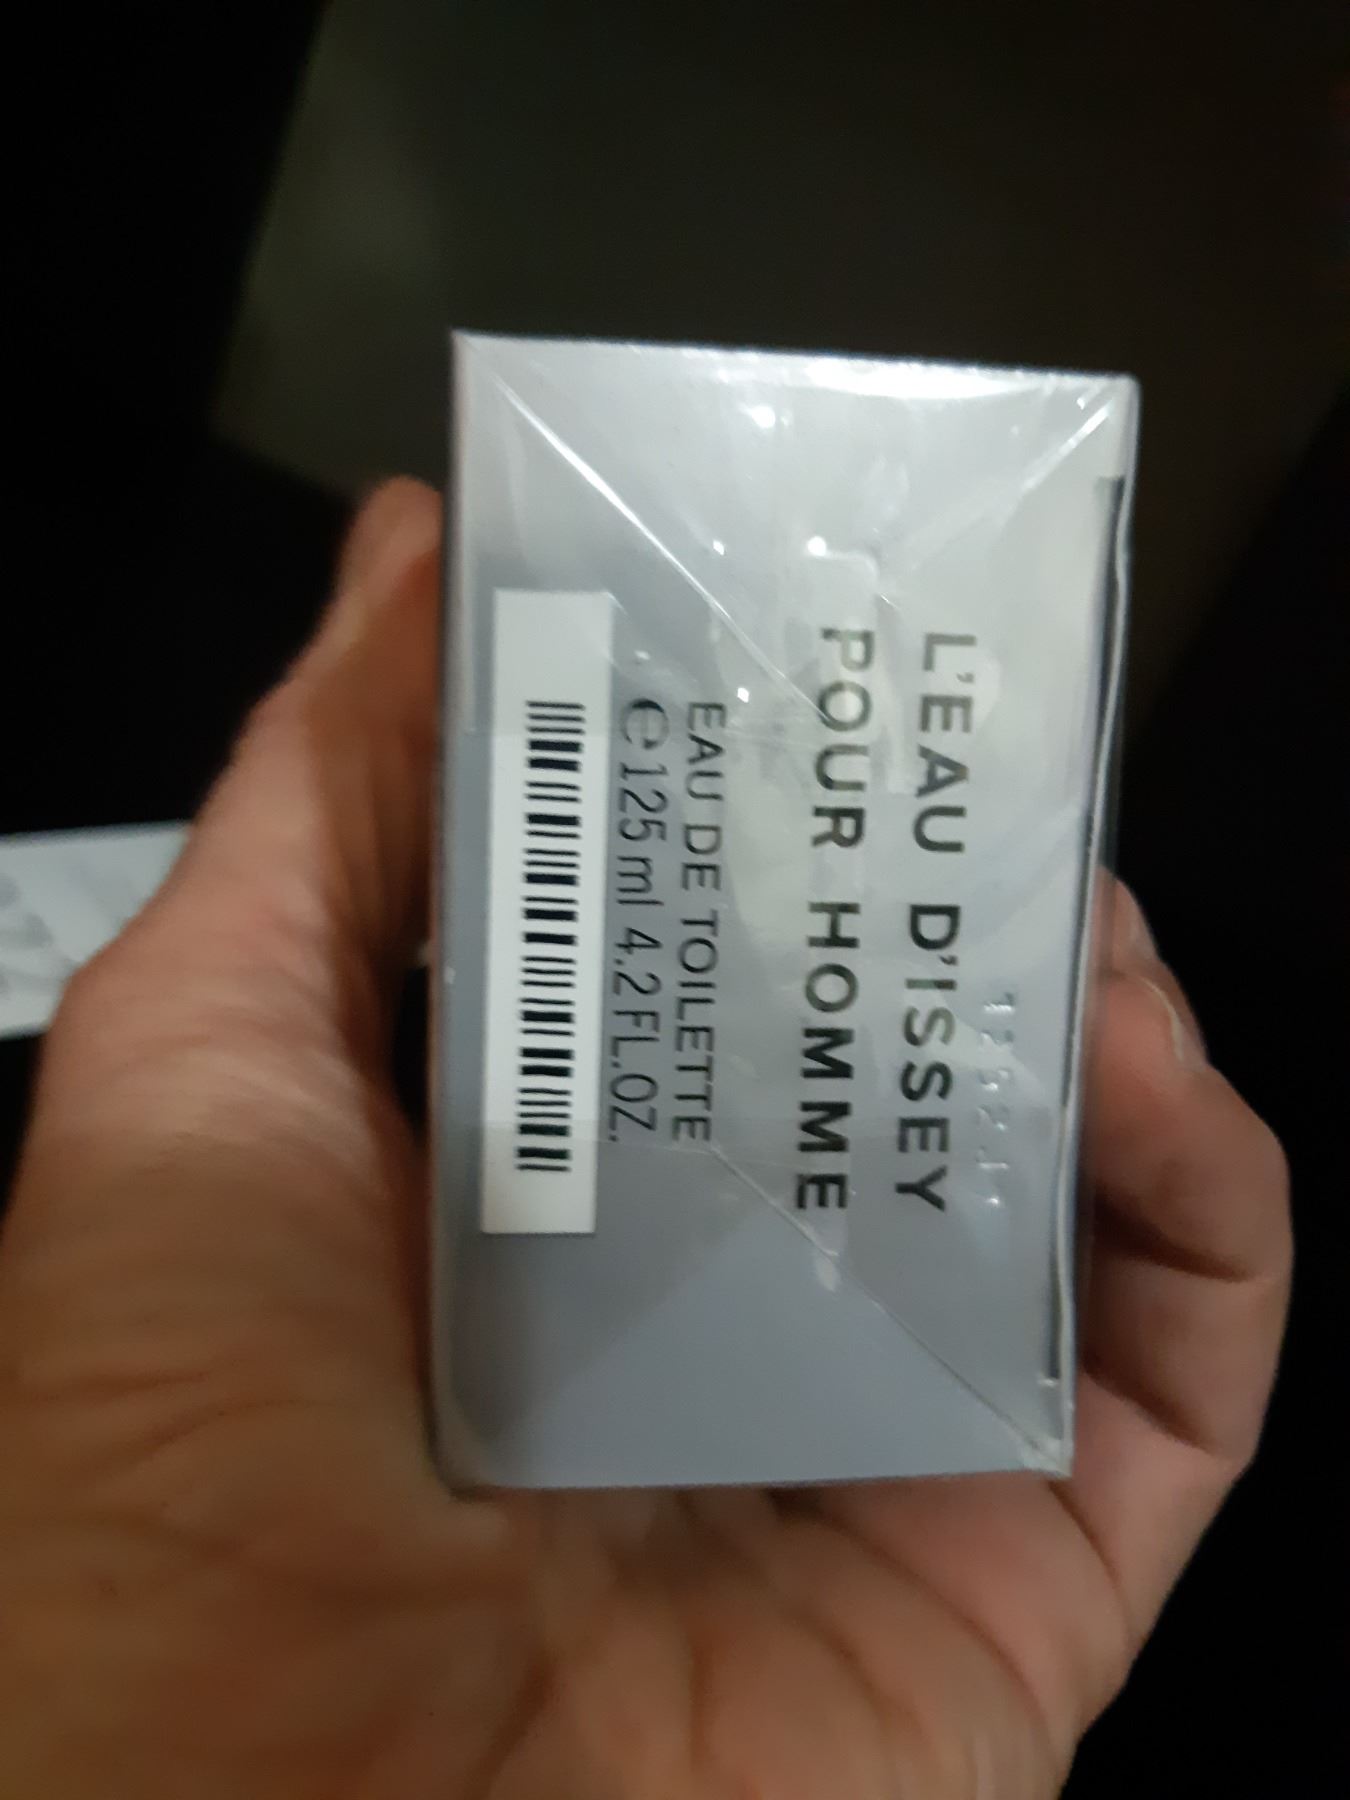 L'EAU D'ISSEY
POUR HOMME
EAU DE TOILETTE
℮ 125 ml 4.2 FL.OZ.